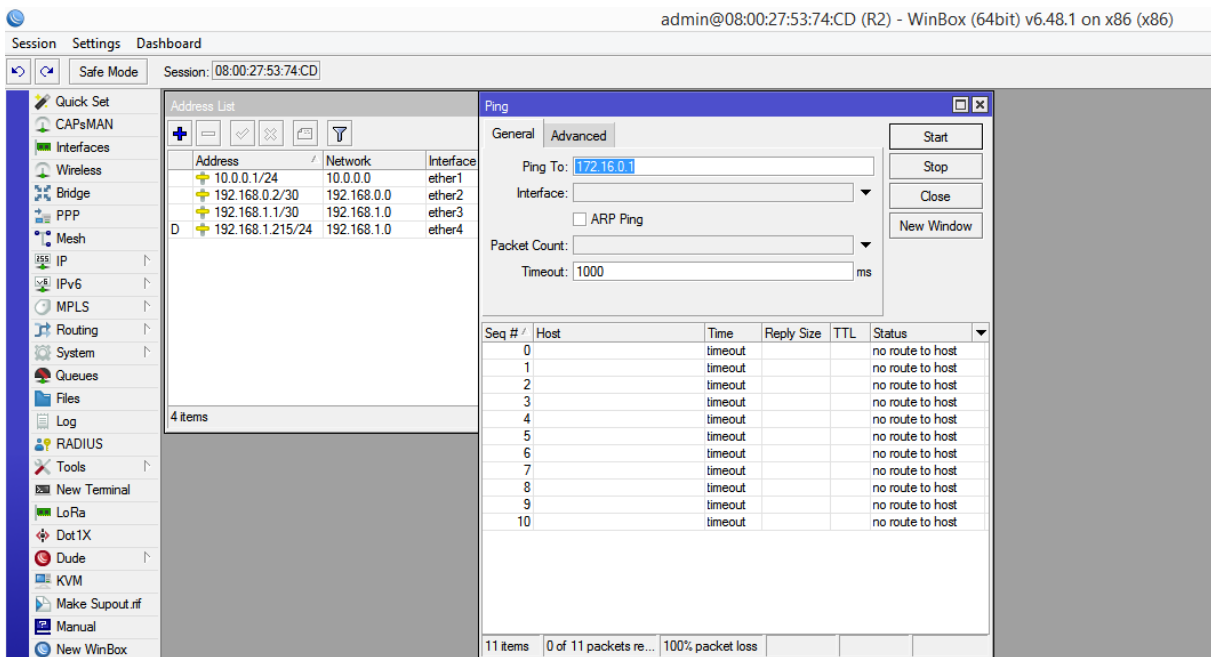 admin@08:00:27:53:74:CD (R2) - WinBox (64bit) v6.48.1 on x86 (x86)
Session Settings Dashboard
Safe Mode Session: 08:00:27:53:74:CD
Quick Set
CAPsMAN
Interfaces
Wireless
Bridge
PPP
Mesh
IP
IPv6
MPLS
Routing
System
Queues
Files
Log
RADIUS
Tools
New Terminal
LoRa
Dot1X
Dude
KVM
Make Supout.rif
Manual
New WinBox
Address List
Address Network Interface
10.0.0.1/24 10.0.0.0 ether1
192.168.0.2/30 192.168.0.0 ether2
192.168.1.1/30 192.168.1.0 ether3
D 192.168.1.215/24 192.168.1.0 ether4
4 items
Ping
General Advanced
Ping To: 172.16.0.1
Interface:
ARP Ping
Packet Count:
Timeout: 1000 ms
Start
Stop
Close
New Window
Seq # Host Time Reply Size TTL Status
0 timeout no route to host
1 timeout no route to host
2 timeout no route to host
3 timeout no route to host
4 timeout no route to host
5 timeout no route to host
6 timeout no route to host
7 timeout no route to host
8 timeout no route to host
9 timeout no route to host
10 timeout no route to host
11 items 0 of 11 packets re... 100% packet loss